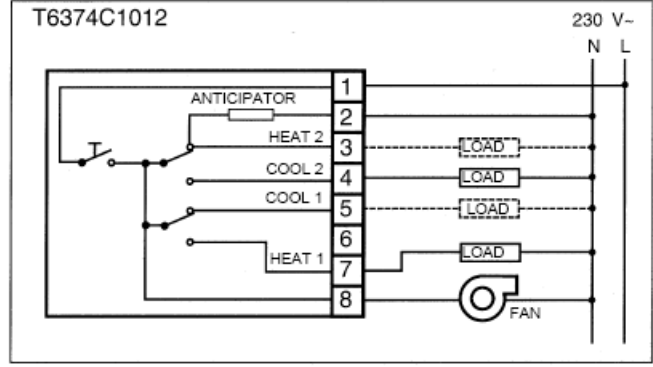 T6374C1012
230 V~
N L
1
ANTICIPATOR
2
HEAT 2
3
LOAD
T
COOL 2
4
LOAD
COOL 1
5
LOAD
6
HEAT 1
7
LOAD
8
FAN